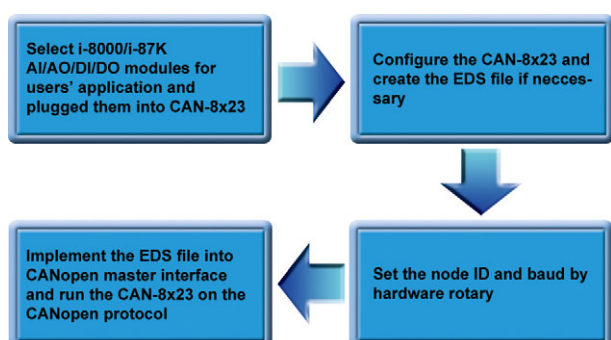 Select i-8000/i-87K
AI/AO/DI/DO modules for
users' application and
plugged them into CAN-8x23
Configure the CAN-8x23 and
create the EDS file if necces-
sary
Set the node ID and baud by
hardware rotary
Implement the EDS file into
CANopen master interface
and run the CAN-8x23 on the
CANopen protocol